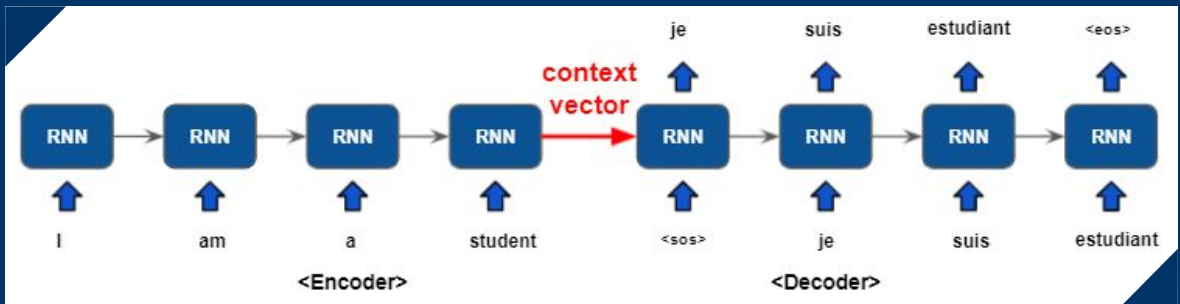 je suis estudiant <eos>
context
vector
RNN RNN RNN RNN RNN RNN RNN RNN
I am a student <sos> je suis estudiant
<Encoder> <Decoder>